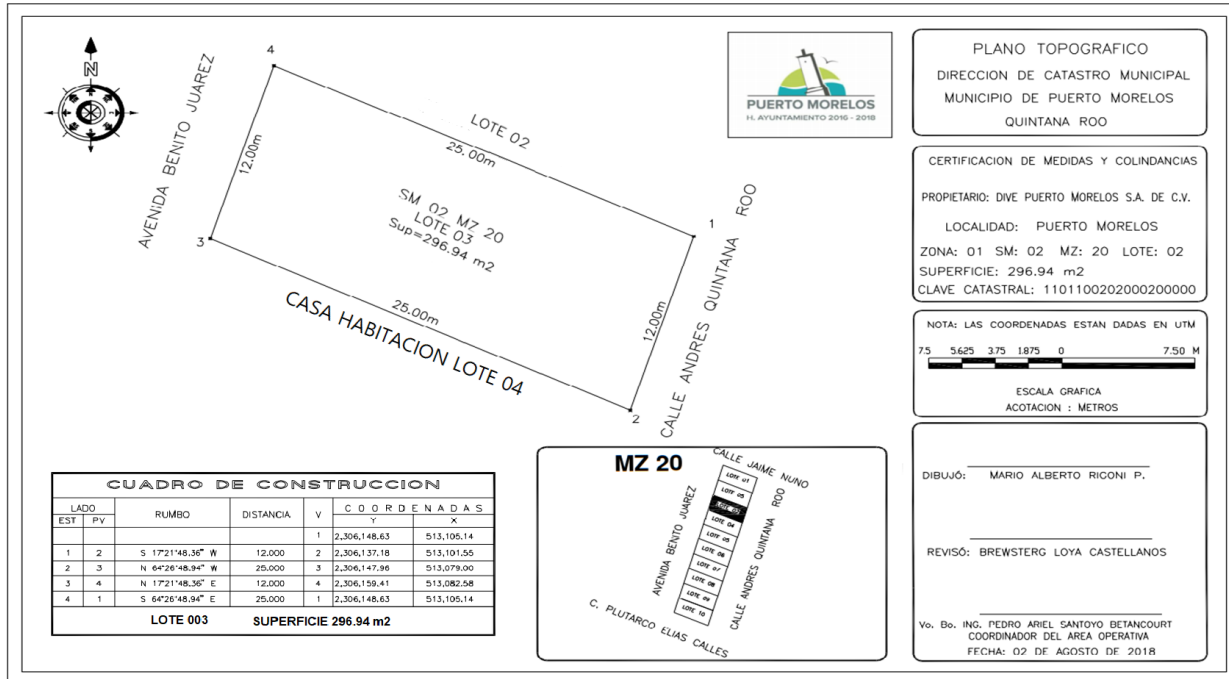 N
AVENIDA BENITO JUAREZ
4
LOTE 02
25.00m
12.00m
SM 02 MZ 20
LOTE 03
Sup=296.94 m2
1
3
25.00m
12.00m
CASA HABITACION LOTE 04
2
CALLE ANDRES QUINTANA ROO
PUERTO MORELOS
H. AYUNTAMIENTO 2016 - 2018
PLANO TOPOGRAFICO
DIRECCION DE CATASTRO MUNICIPAL
MUNICIPIO DE PUERTO MORELOS
QUINTANA ROO
CERTIFICACION DE MEDIDAS Y COLINDANCIAS
PROPIETARIO: DIVE PUERTO MORELOS S.A. DE C.V.
LOCALIDAD: PUERTO MORELOS
ZONA: 01 SM: 02 MZ: 20 LOTE: 02
SUPERFICIE: 296.94 m2
CLAVE CATASTRAL: 1101100202000200000
NOTA: LAS COORDENADAS ESTAN DADAS EN UTM
7.5 5.625 3.75 1.875 0 7.50 M
ESCALA GRAFICA
ACOTACION : METROS
DIBUJÓ: MARIO ALBERTO RICONI P.
REVISÓ: BREWSTERG LOYA CASTELLANOS
Vo. Bo. ING. PEDRO ARIEL SANTOYO BETANCOURT
COORDINADOR DEL AREA OPERATIVA
FECHA: 02 DE AGOSTO DE 2018
CUADRO DE CONSTRUCCION
LADO RUMBO DISTANCIA V COORDENADAS
EST PV Y X
1 2,306,148.63 513,105.14
1 2 S 17°21'48.36" W 12.000 2 2,306,137.18 513,101.55
2 3 N 64°26'48.94" W 25.000 3 2,306,147.96 513,079.00
3 4 N 17°21'48.36" E 12.000 4 2,306,159.41 513,082.58
4 1 S 64°26'48.94" E 25.000 1 2,306,148.63 513,105.14
LOTE 003 SUPERFICIE 296.94 m2
MZ 20
CALLE JAIME NUNO
AVENIDA BENITO JUAREZ
LOTE 01
LOTE 05
LOTE 04
LOTE 05
LOTE 06
LOTE 07
LOTE 08
LOTE 09
LOTE 10
CALLE ANDRES QUINTANA ROO
C. PLUTARCO ELIAS CALLES